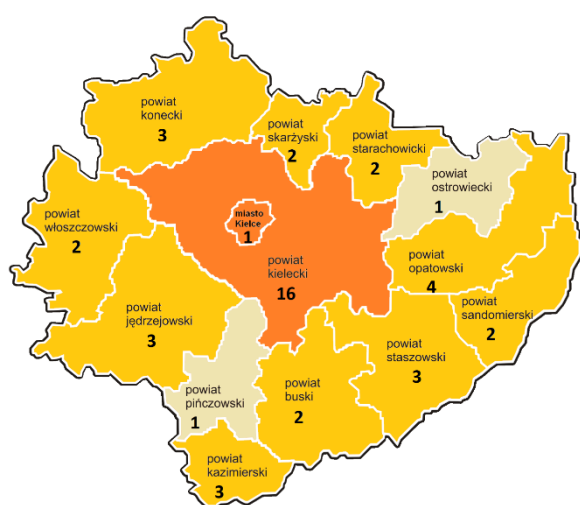 powiat
konecki
3
powiat
skarżyski
2
powiat
starachowicki
2
powiat
ostrowiecki
1
powiat
włoszczowski
2
miasto
Kielce
1
powiat
kielecki
16
powiat
opatowski
4
powiat
sandomierski
2
powiat
jędrzejowski
3
powiat
staszowski
3
powiat
pińczowski
1
powiat
buski
2
powiat
kazimierski
3